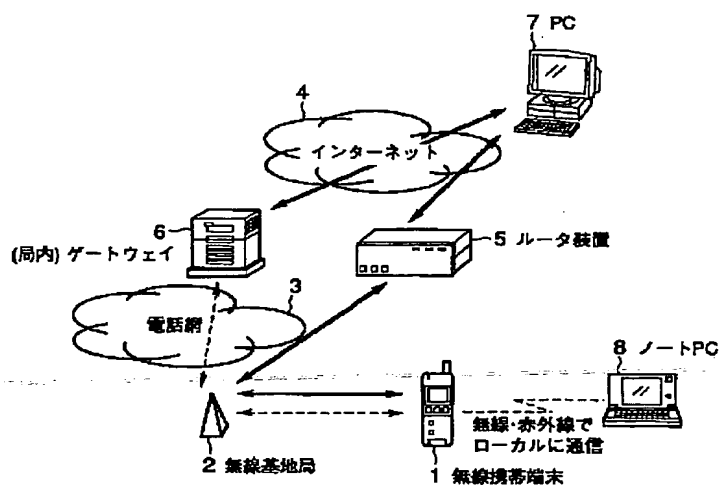 7 PC
4
インターネット
6
(局内) ゲートウェイ
5 ルータ装置
3
電話網
8 ノートPC
無線・赤外線で
ローカルに通信
2 無線基地局
1 無線携帯端末